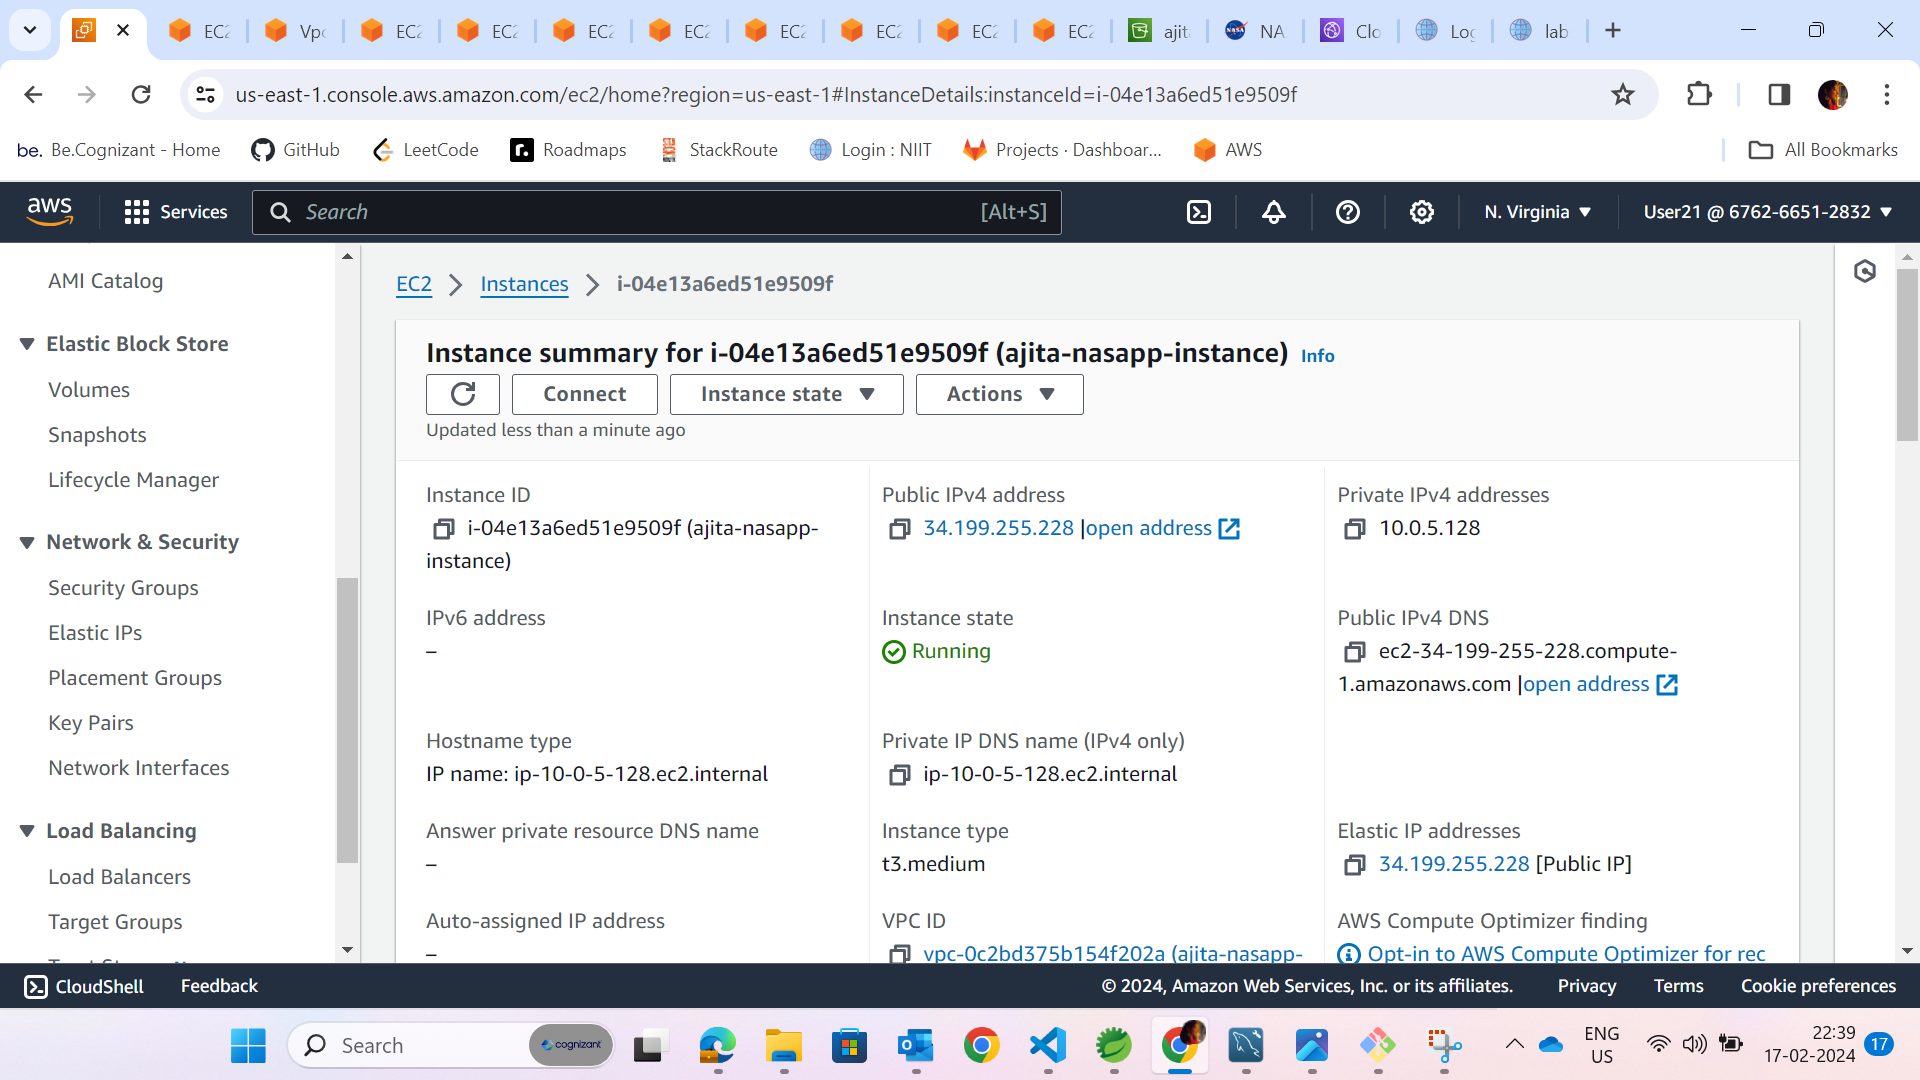 EC2
Vpc
EC2
EC2
EC2
EC2
EC2
EC2
EC2
EC2
ajita
NA
Clo
Log
lab
us-east-1.console.aws.amazon.com/ec2/home?region=us-east-1#InstanceDetails:instanceId=i-04e13a6ed51e9509f
be. Be.Cognizant - Home
GitHub
LeetCode
r. Roadmaps
StackRoute
Login : NIIT
Projects · Dashboar...
AWS
All Bookmarks
aws
Services
Search [Alt+S]
N. Virginia
User21 @ 6762-6651-2832
AMI Catalog
Elastic Block Store
Volumes
Snapshots
Lifecycle Manager
Network & Security
Security Groups
Elastic IPs
Placement Groups
Key Pairs
Network Interfaces
Load Balancing
Load Balancers
Target Groups
EC2 > Instances > i-04e13a6ed51e9509f
Instance summary for i-04e13a6ed51e9509f (ajita-nasapp-instance) Info
Connect
Instance state
Actions
Updated less than a minute ago
Instance ID
i-04e13a6ed51e9509f (ajita-nasapp-
instance)
Public IPv4 address
34.199.255.228 |open address
Private IPv4 addresses
10.0.5.128
IPv6 address
–
Instance state
Running
Public IPv4 DNS
ec2-34-199-255-228.compute-
1.amazonaws.com |open address
Hostname type
IP name: ip-10-0-5-128.ec2.internal
Private IP DNS name (IPv4 only)
ip-10-0-5-128.ec2.internal
Answer private resource DNS name
–
Instance type
t3.medium
Elastic IP addresses
34.199.255.228 [Public IP]
Auto-assigned IP address
–
VPC ID
vpc-0c2bd375b154f202a (ajita-nasapp-
AWS Compute Optimizer finding
Opt-in to AWS Compute Optimizer for rec
CloudShell
Feedback
© 2024, Amazon Web Services, Inc. or its affiliates.
Privacy
Terms
Cookie preferences
Search
cognizant
ENG
US
22:39
17-02-2024
17